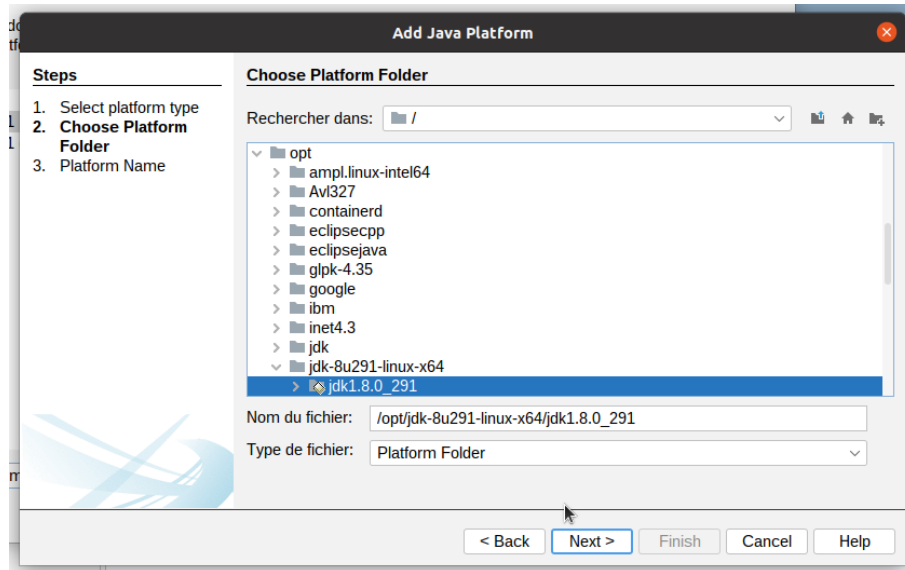 Add Java Platform
Steps
1. Select platform type
2. Choose Platform
Folder
3. Platform Name
Choose Platform Folder
Rechercher dans: /
opt
ampl.linux-intel64
Avl327
containerd
eclipsecpp
eclipsejava
glpk-4.35
google
ibm
inet4.3
jdk
jdk-8u291-linux-x64
jdk1.8.0_291
Nom du fichier: /opt/jdk-8u291-linux-x64/jdk1.8.0_291
Type de fichier: Platform Folder
< Back Next > Finish Cancel Help